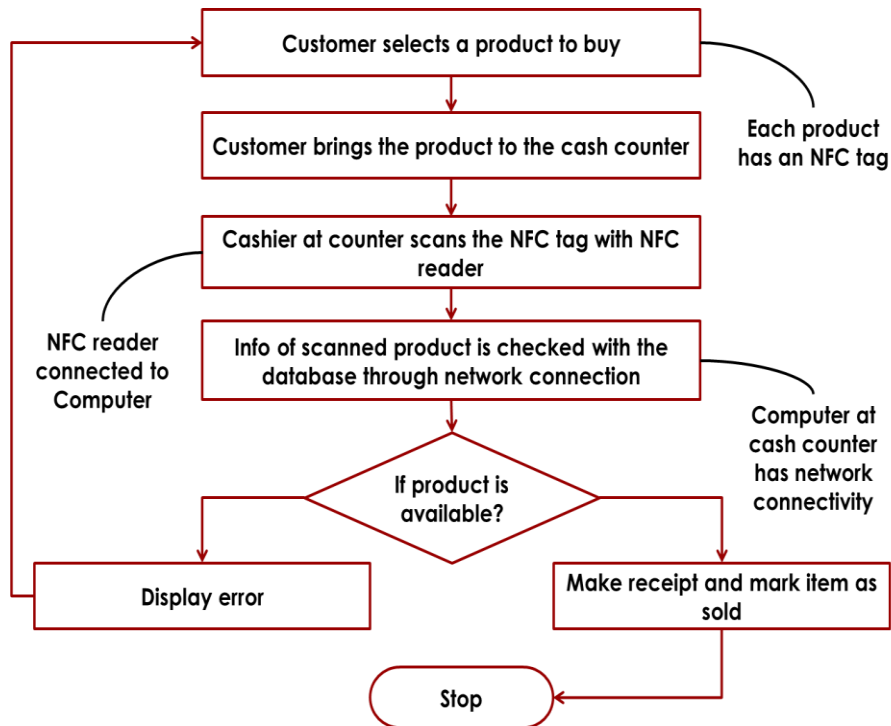 Customer selects a product to buy
Each product
has an NFC tag
Customer brings the product to the cash counter
Cashier at counter scans the NFC tag with NFC
reader
NFC reader
connected to
Computer
Info of scanned product is checked with the
database through network connection
Computer at
cash counter
has network
connectivity
If product is
available?
Display error
Make receipt and mark item as
sold
Stop